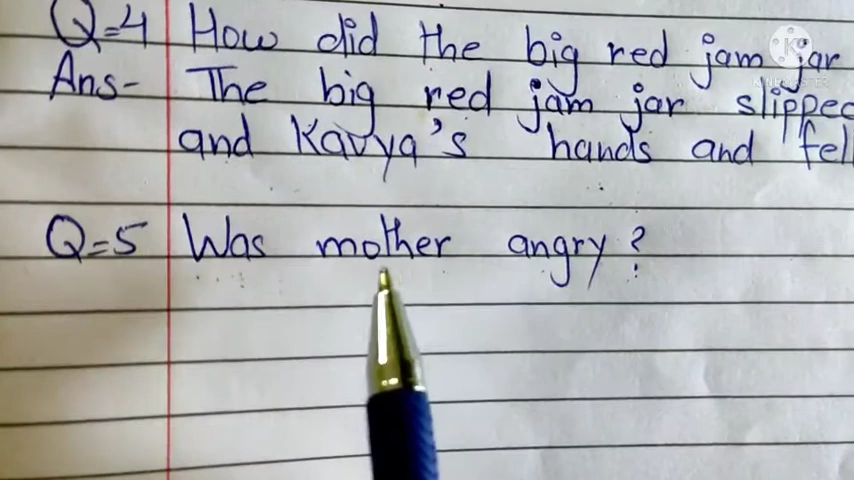 Q=4 How did the big red jam jar
Ans- The big red jam jar slipped
and Kavya's hands and fell
Q=5 Was mother angry?